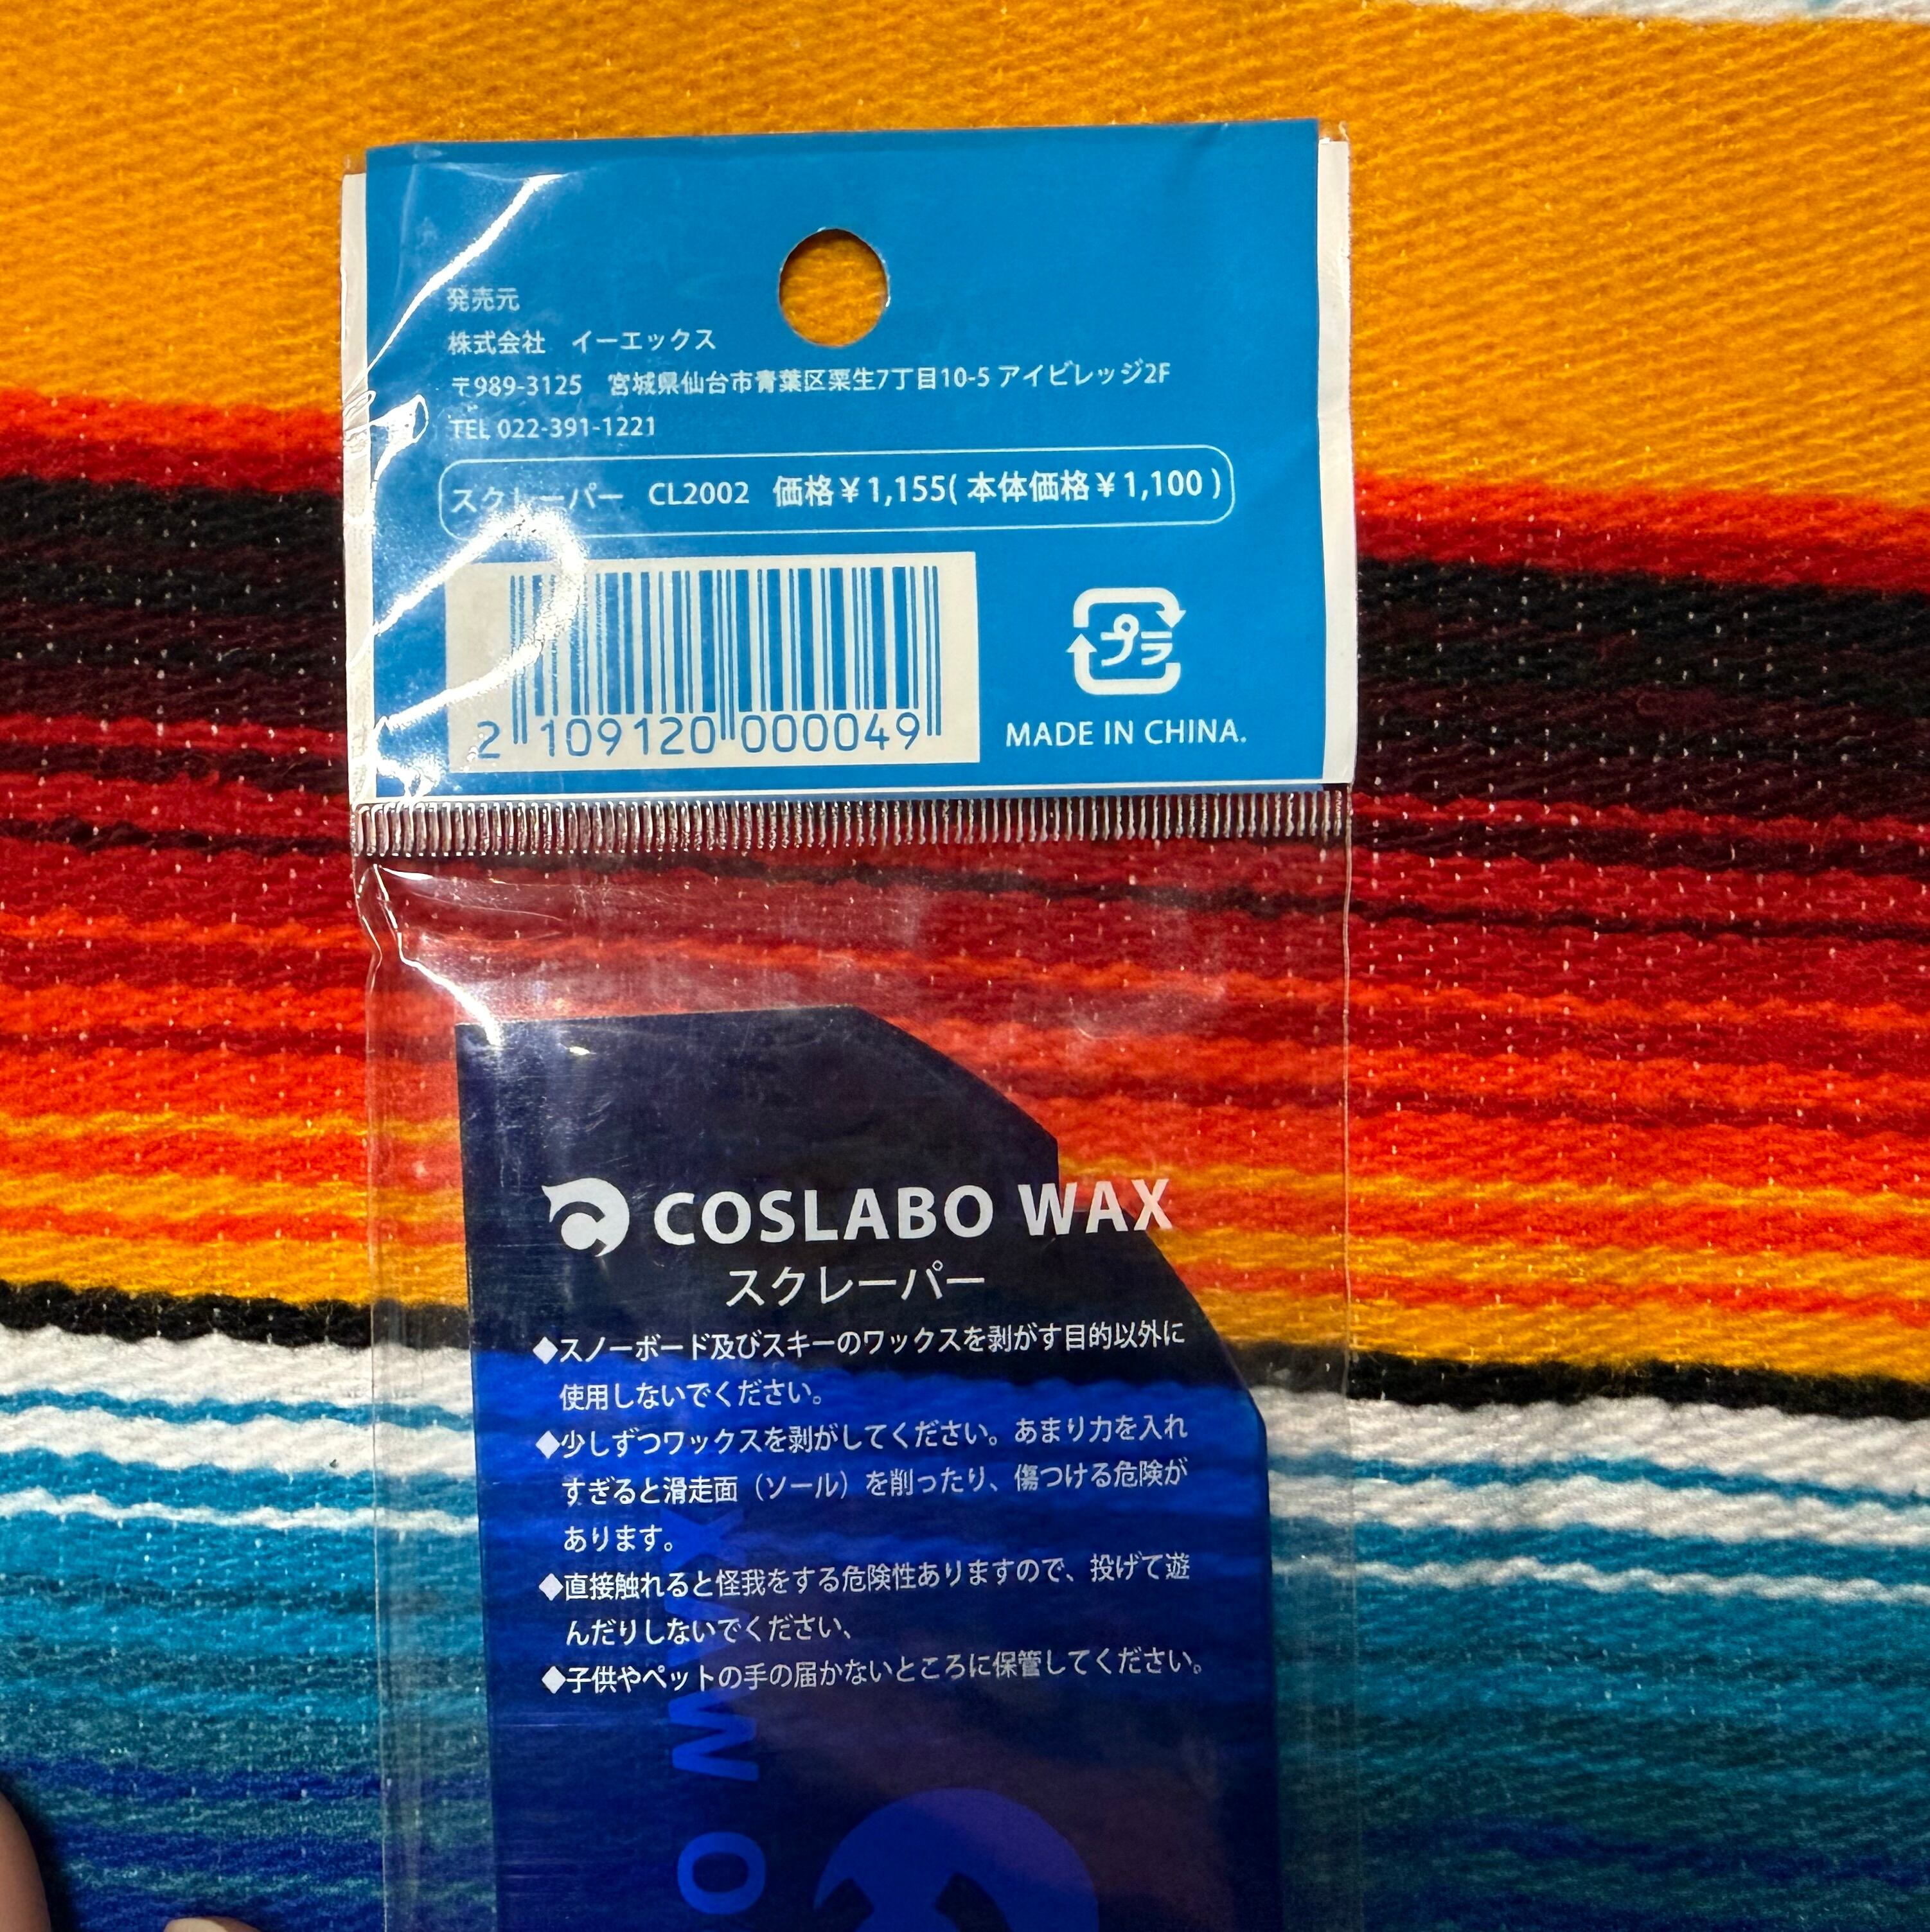 発売元
株式会社　イーエックス
〒989-3125　宮城県仙台市青葉区栗生7丁目10-5 アイビレッジ2F
TEL 022-391-1221
スクレーパー　CL2002　価格￥1,155( 本体価格￥1,100 )
2 109120 000049
プラ
MADE IN CHINA.
COSLABO WAX
スクレーパー
◆スノーボード及びスキーのワックスを剥がす目的以外に
使用しないでください。
◆少しずつワックスを剥がしてください。あまり力を入れ
すぎると滑走面（ソール）を削ったり、傷つける危険が
あります。
◆直接触れると怪我をする危険性ありますので、投げて遊
んだりしないでください、
◆子供やペットの手の届かないところに保管してください。
O WAX